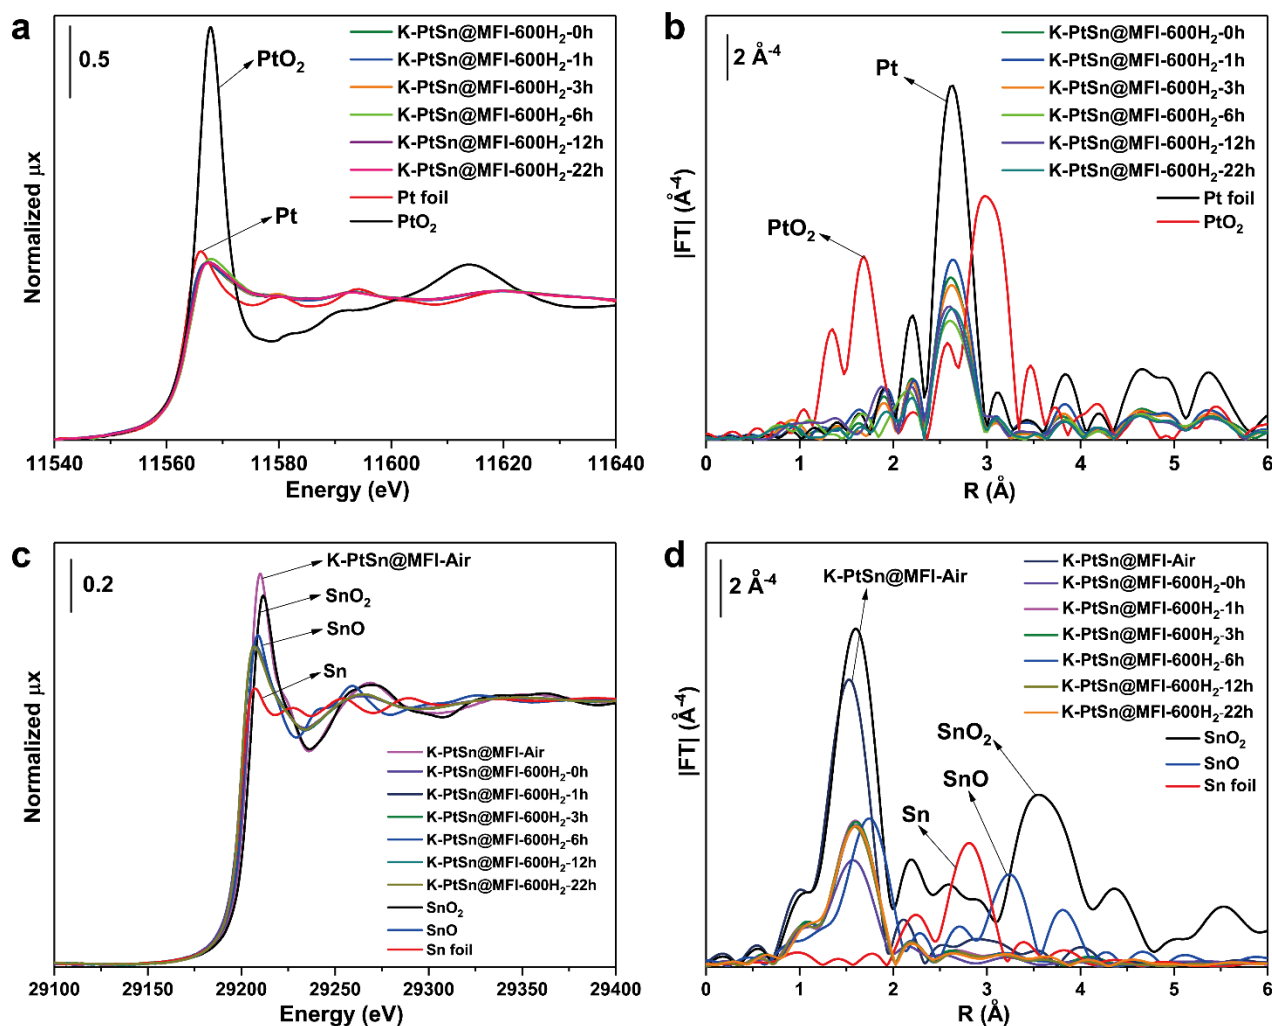 a
0.5
PtO₂
Pt
K-PtSn@MFI-600H₂-0h
K-PtSn@MFI-600H₂-1h
K-PtSn@MFI-600H₂-3h
K-PtSn@MFI-600H₂-6h
K-PtSn@MFI-600H₂-12h
K-PtSn@MFI-600H₂-22h
Pt foil
PtO₂
Normalized μx
11540 11560 11580 11600 11620 11640
Energy (eV)
b
2 Å⁻⁴
Pt
PtO₂
K-PtSn@MFI-600H₂-0h
K-PtSn@MFI-600H₂-1h
K-PtSn@MFI-600H₂-3h
K-PtSn@MFI-600H₂-6h
K-PtSn@MFI-600H₂-12h
K-PtSn@MFI-600H₂-22h
Pt foil
PtO₂
|FT| (Å⁻⁴)
0 1 2 3 4 5 6
R (Å)
c
0.2
K-PtSn@MFI-Air
SnO₂
SnO
Sn
K-PtSn@MFI-Air
K-PtSn@MFI-600H₂-0h
K-PtSn@MFI-600H₂-1h
K-PtSn@MFI-600H₂-3h
K-PtSn@MFI-600H₂-6h
K-PtSn@MFI-600H₂-12h
K-PtSn@MFI-600H₂-22h
SnO₂
SnO
Sn foil
Normalized μx
29100 29150 29200 29250 29300 29350 29400
Energy (eV)
d
2 Å⁻⁴
K-PtSn@MFI-Air
Sn
SnO
SnO₂
K-PtSn@MFI-Air
K-PtSn@MFI-600H₂-0h
K-PtSn@MFI-600H₂-1h
K-PtSn@MFI-600H₂-3h
K-PtSn@MFI-600H₂-6h
K-PtSn@MFI-600H₂-12h
K-PtSn@MFI-600H₂-22h
SnO₂
SnO
Sn foil
|FT| (Å⁻⁴)
0 1 2 3 4 5 6
R (Å)